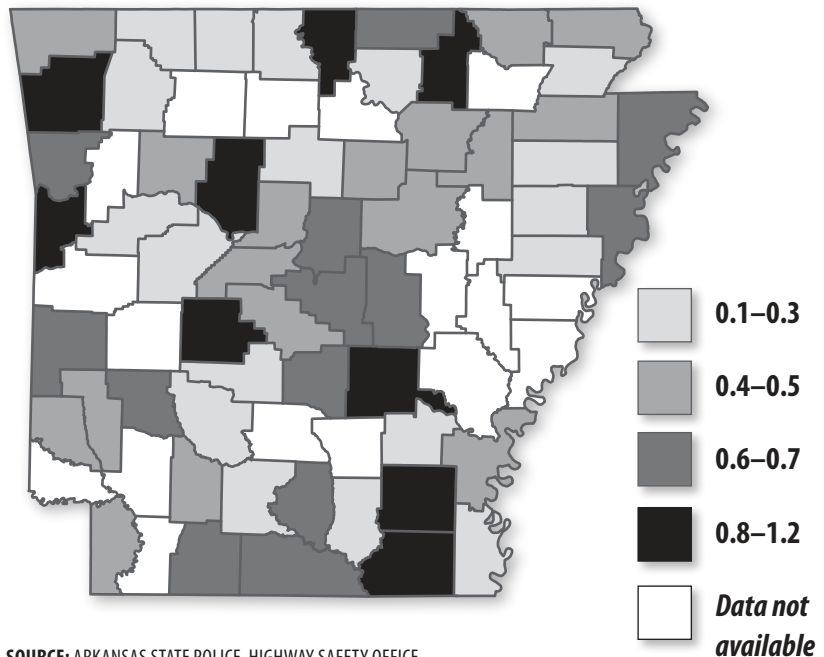 0.1–0.3
0.4–0.5
0.6–0.7
0.8–1.2
Data not
available
SOURCE: ARKANSAS STATE POLICE, HIGHWAY SAFETY OFFICE